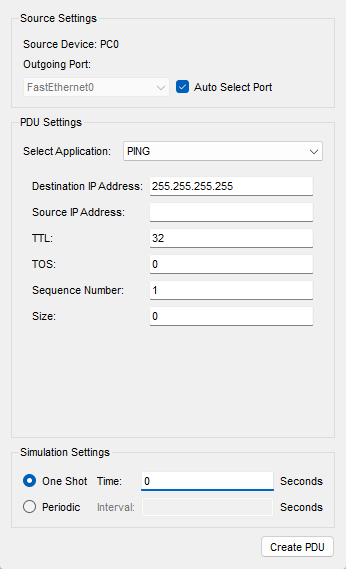 Source Settings
Source Device: PC0
Outgoing Port:
FastEthernet0 Auto Select Port
PDU Settings
Select Application: PING
Destination IP Address: 255.255.255.255
Source IP Address:
TTL: 32
TOS: 0
Sequence Number: 1
Size: 0
Simulation Settings
One Shot Time: 0 Seconds
Periodic Interval: Seconds
Create PDU